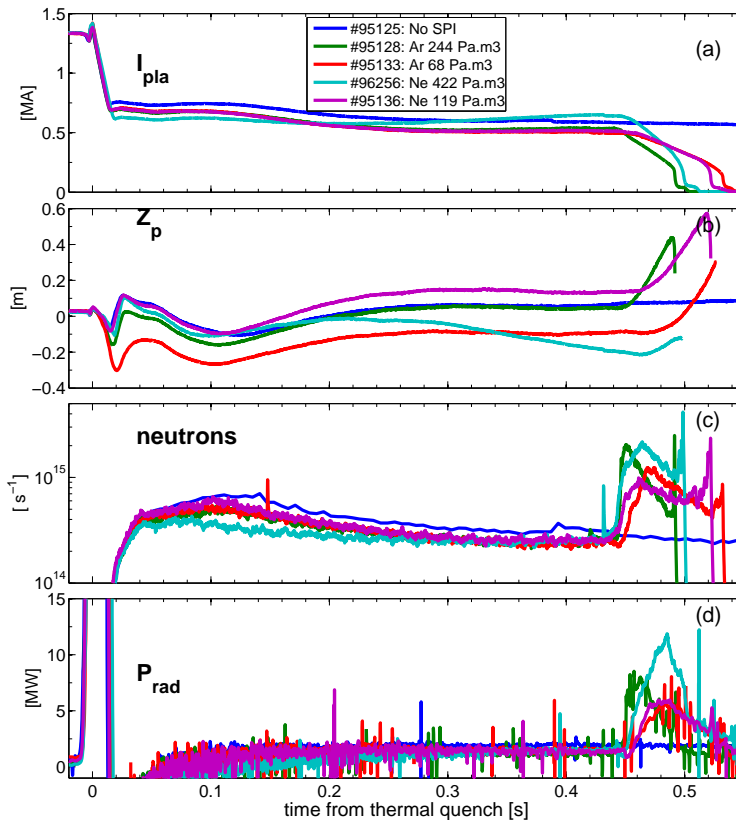 1.5
1
0.5
0
[MA]
I_pla
(a)
#95125: No SPI
#95128: Ar 244 Pa.m3
#95133: Ar 68 Pa.m3
#96256: Ne 422 Pa.m3
#95136: Ne 119 Pa.m3
0.6
0.4
0.2
0
−0.2
−0.4
[m]
Z_p
(b)
10^15
10^14
[ s^−1]
neutrons
(c)
15
10
5
0
[MW]
P_rad
(d)
0 0.1 0.2 0.3 0.4 0.5
time from thermal quench [s]